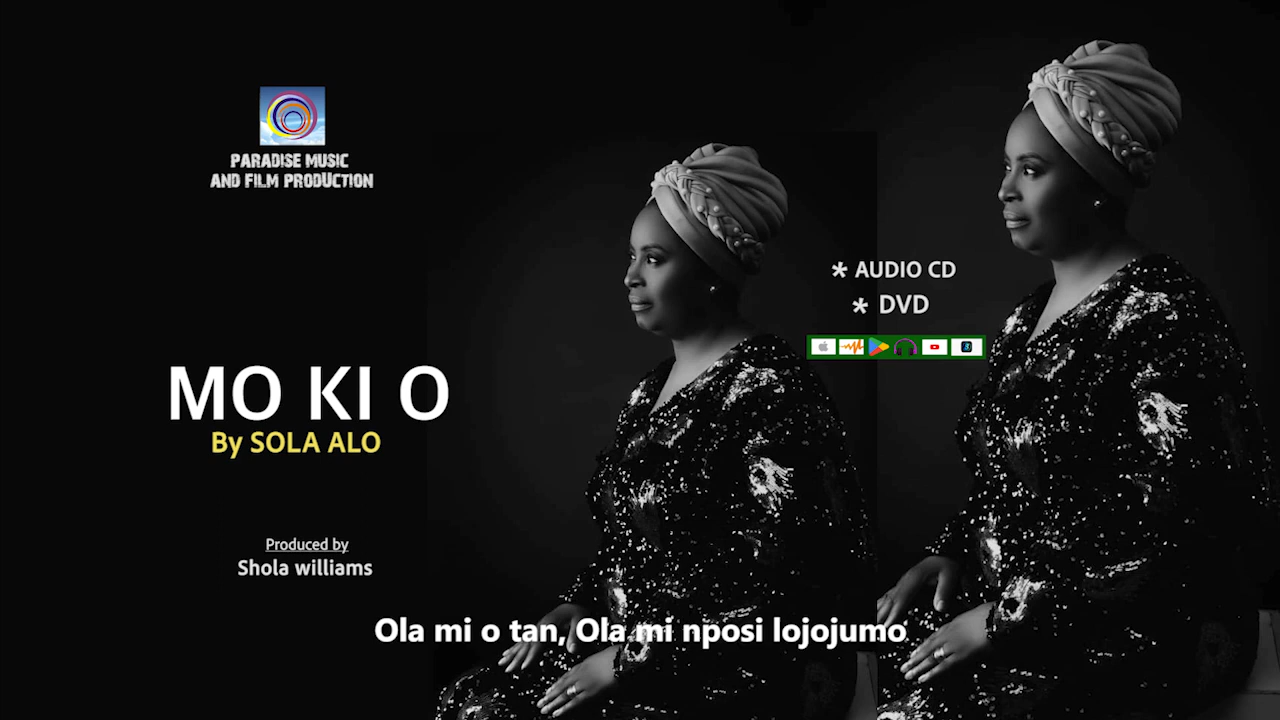 PARADISE MUSIC
AND FILM PRODUCTION
MO KI O
By SOLA ALO
Produced by
Shola williams
* AUDIO CD
* DVD
Ola mi o tan, Ola mi nposi lojojumo